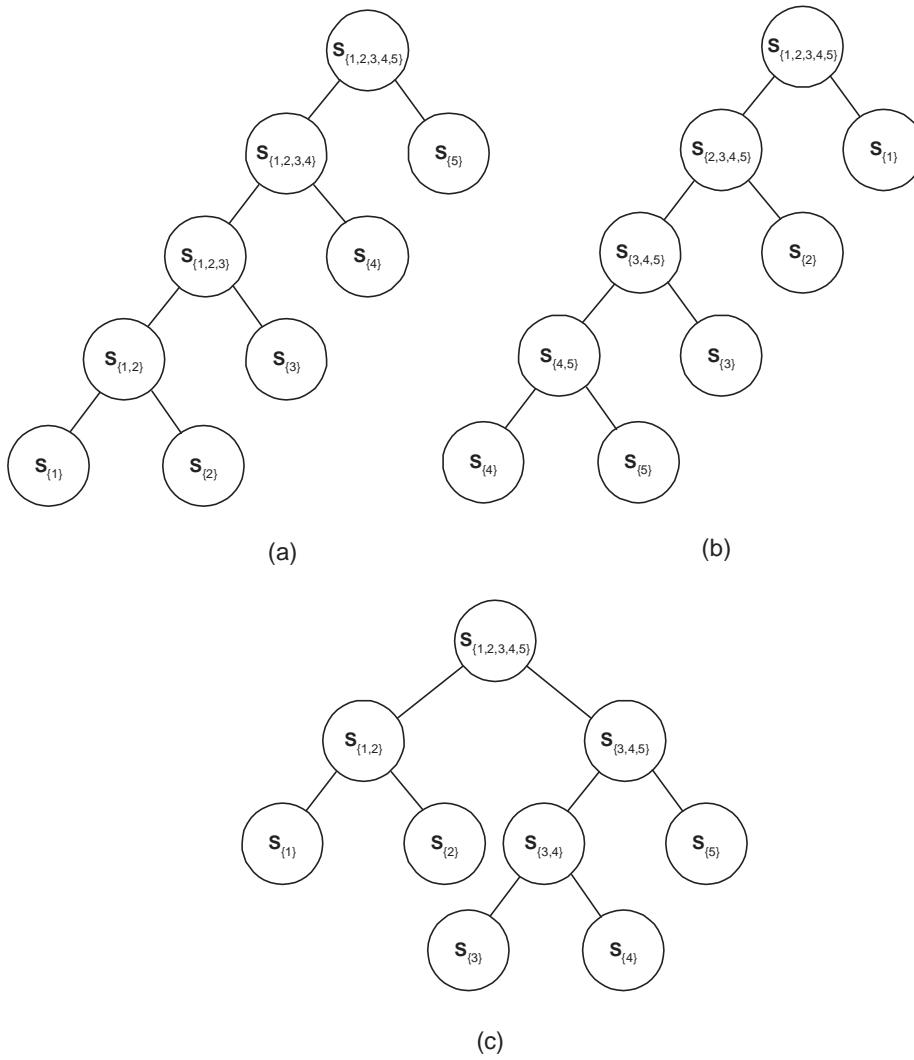 S{1,2,3,4,5}
S{1,2,3,4}
S{5}
S{1,2,3}
S{4}
S{1,2}
S{3}
S{1}
S{2}
(a)
S{1,2,3,4,5}
S{2,3,4,5}
S{1}
S{3,4,5}
S{2}
S{4,5}
S{3}
S{4}
S{5}
(b)
S{1,2,3,4,5}
S{1,2}
S{3,4,5}
S{1}
S{2}
S{3,4}
S{5}
S{3}
S{4}
(c)